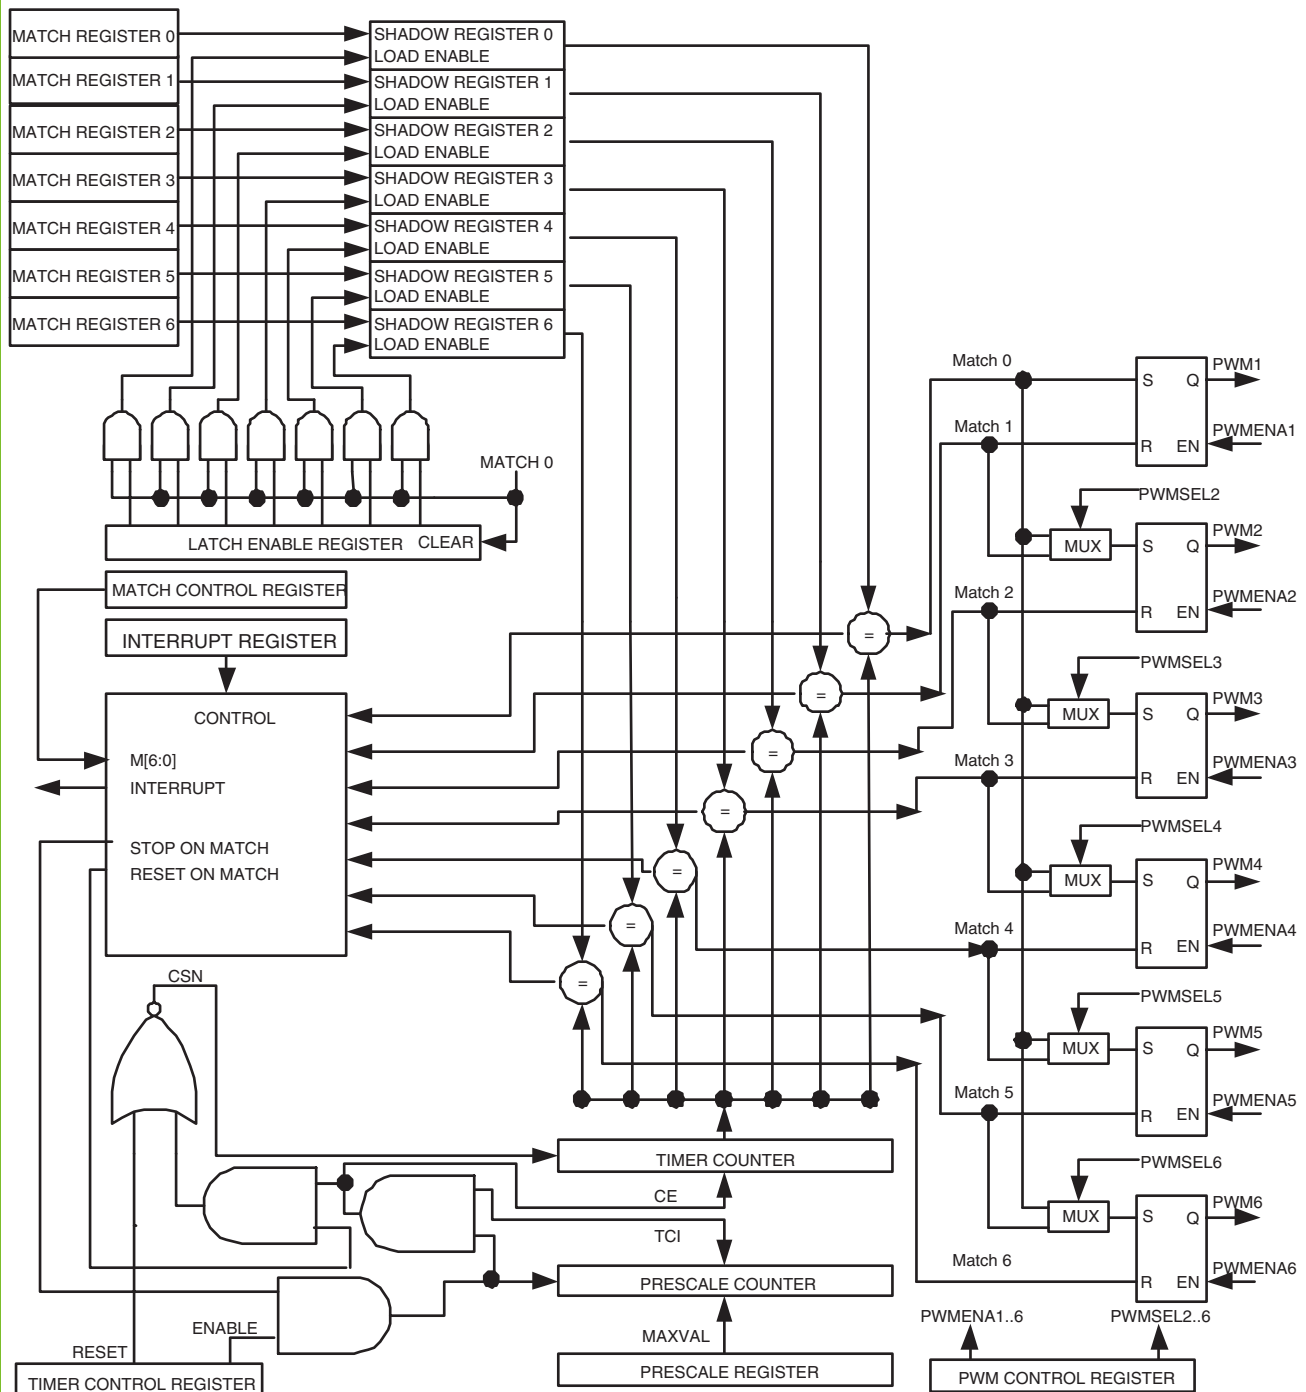 MATCH REGISTER 0
MATCH REGISTER 1
MATCH REGISTER 2
MATCH REGISTER 3
MATCH REGISTER 4
MATCH REGISTER 5
MATCH REGISTER 6
SHADOW REGISTER 0
LOAD ENABLE
SHADOW REGISTER 1
LOAD ENABLE
SHADOW REGISTER 2
LOAD ENABLE
SHADOW REGISTER 3
LOAD ENABLE
SHADOW REGISTER 4
LOAD ENABLE
SHADOW REGISTER 5
LOAD ENABLE
SHADOW REGISTER 6
LOAD ENABLE
MATCH 0
LATCH ENABLE REGISTER CLEAR
MATCH CONTROL REGISTER
INTERRUPT REGISTER
CONTROL
M[6:0]
INTERRUPT
STOP ON MATCH
RESET ON MATCH
=
=
=
=
=
=
=
CSN
TIMER COUNTER
CE
TCI
PRESCALE COUNTER
MAXVAL
PRESCALE REGISTER
ENABLE
RESET
TIMER CONTROL REGISTER
Match 0
S Q
PWM1
Match 1
R EN
PWMENA1
PWMSEL2
MUX
S Q
PWM2
Match 2
R EN
PWMENA2
PWMSEL3
MUX
S Q
PWM3
Match 3
R EN
PWMENA3
PWMSEL4
MUX
S Q
PWM4
Match 4
R EN
PWMENA4
PWMSEL5
MUX
S Q
PWM5
Match 5
R EN
PWMENA5
PWMSEL6
MUX
S Q
PWM6
Match 6
R EN
PWMENA6
PWMENA1..6
PWMSEL2..6
PWM CONTROL REGISTER